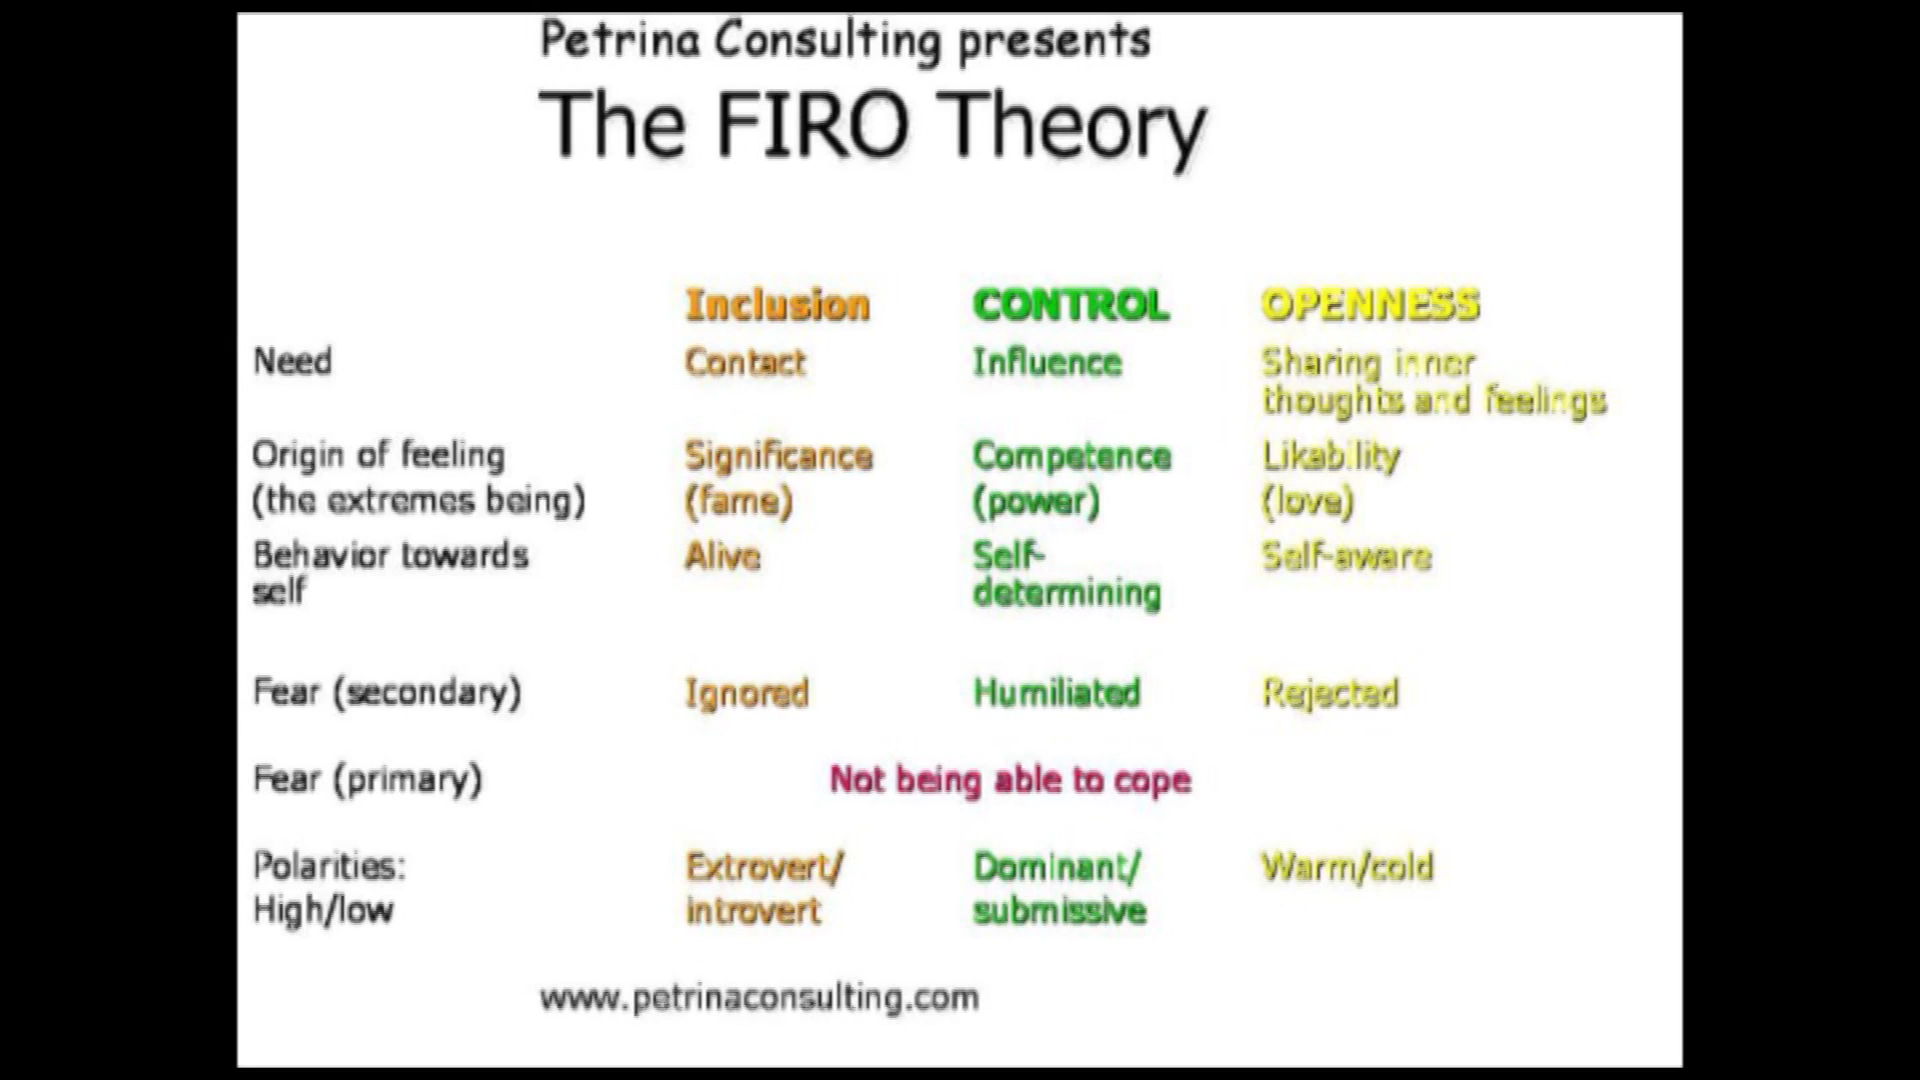 Petrina Consulting presents
The FIRO Theory
Inclusion CONTROL OPENNESS
Need Contact Influence Sharing inner
thoughts and feelings
Origin of feeling Significance Competence Likability
(the extremes being) (fame) (power) (love)
Behavior towards Alive Self- Self-aware
self determining
Fear (secondary) Ignored Humiliated Rejected
Fear (primary) Not being able to cope
Polarities: Extrovert/ Dominant/ Warm/cold
High/low introvert submissive
www.petrinaconsulting.com